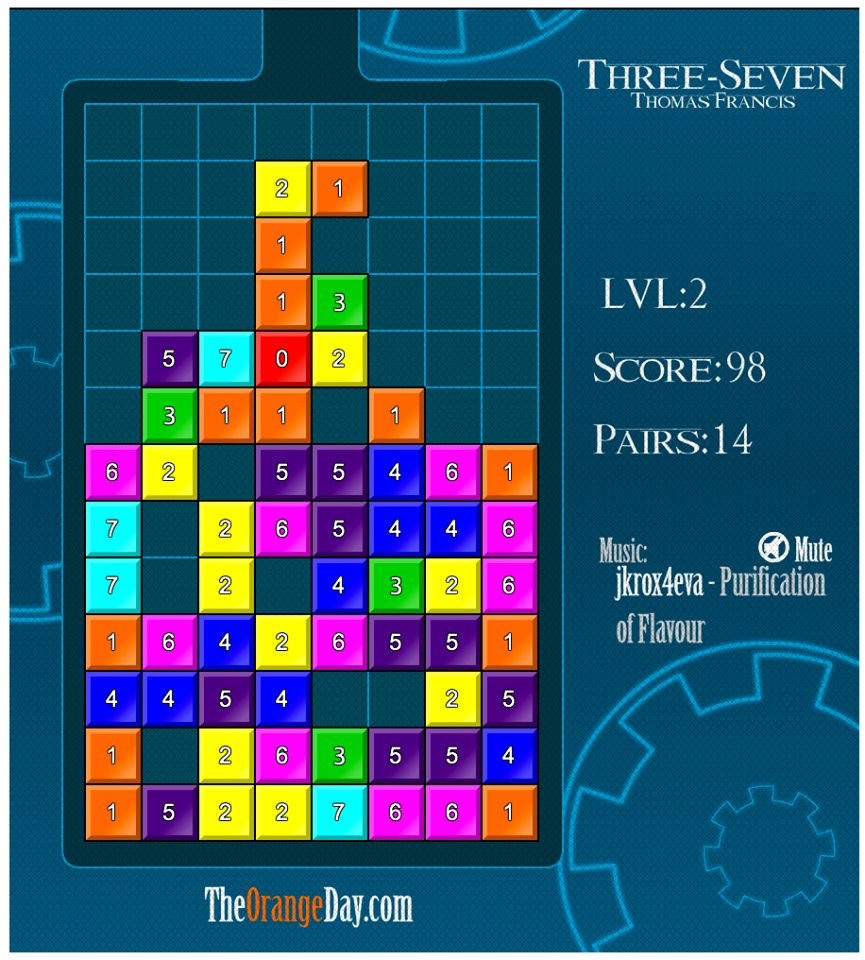 THREE-SEVEN
THOMAS FRANCIS
2 1
1
1 3
5 7 0 2
3 1 1 1
6 2 5 5 4 6 1
7 2 6 5 4 4 6
7 2 4 3 2 6
1 6 4 2 6 5 5 1
4 4 5 4 2 5
1 2 6 3 5 5 4
1 5 2 2 7 6 6 1
LVL:2
SCORE:98
PAIRS:14
Music: Mute
jkrox4eva - Purification
of Flavour
TheOrangeDay.com